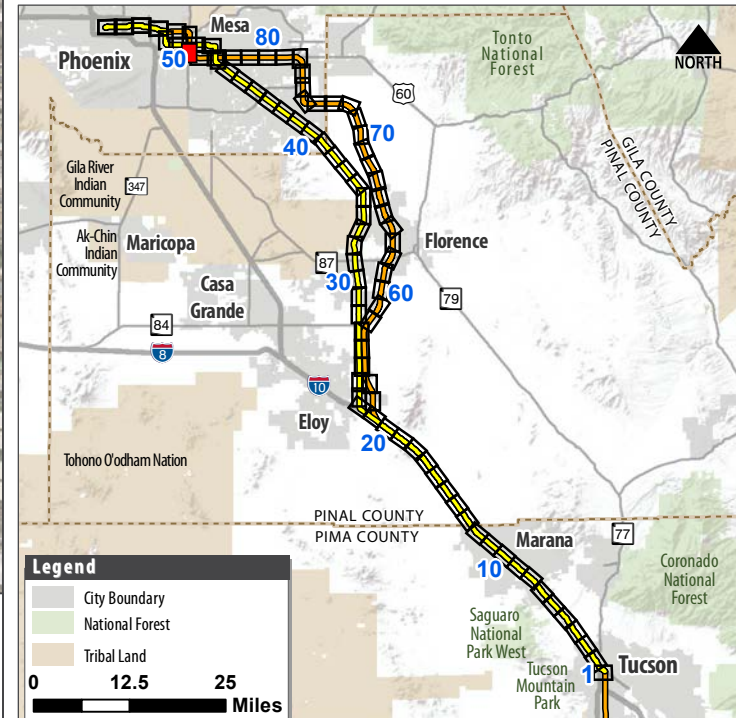 Mesa
80
Phoenix
50
Tonto
National
Forest
NORTH
60
70
40
GILA COUNTY
PINAL COUNTY
Gila River
Indian
Community
347
Ak-Chin
Indian
Community
Maricopa
Florence
87
30
60
Casa
Grande
79
84
8
10
Eloy
20
Tohono O'odham Nation
PINAL COUNTY
PIMA COUNTY
Marana
77
10
Coronado
National
Forest
Saguaro
National
Park West
Tucson
Mountain
Park
1
Tucson
Legend
City Boundary
National Forest
Tribal Land
0 12.5 25
Miles